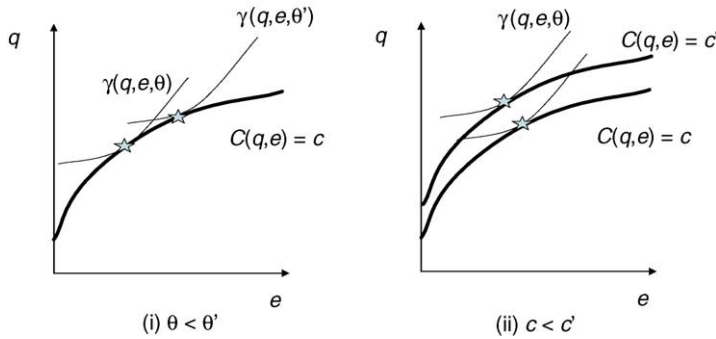 q
γ(q,e,θ')
γ(q,e,θ)
C(q,e) = c
e
(i) θ < θ'
q
γ(q,e,θ)
C(q,e) = c'
C(q,e) = c
e
(ii) c < c'